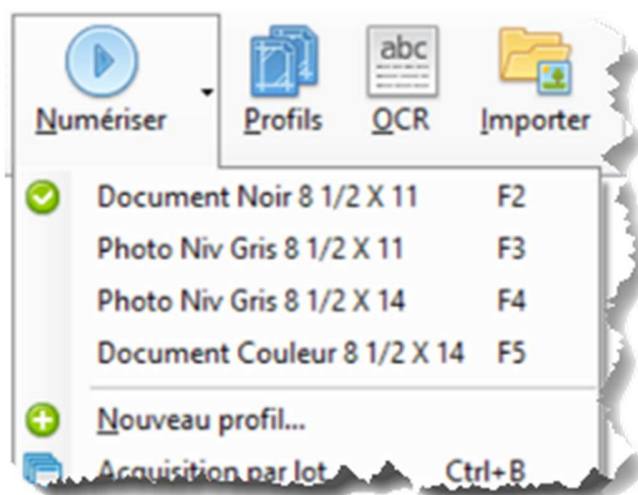 Numériser
abc
Profils
OCR
Importer
Document Noir 8 1/2 X 11 F2
Photo Niv Gris 8 1/2 X 11 F3
Photo Niv Gris 8 1/2 X 14 F4
Document Couleur 8 1/2 X 14 F5
Nouveau profil...
Acquisition par lot Ctrl+B